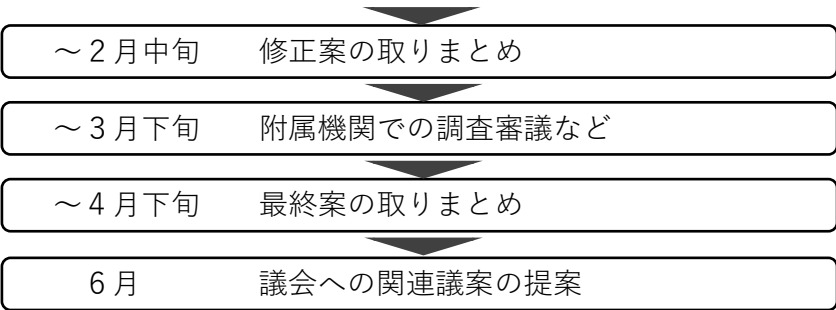 ～２月中旬　修正案の取りまとめ
～３月下旬　附属機関での調査審議など
～４月下旬　最終案の取りまとめ
６月　議会への関連議案の提案